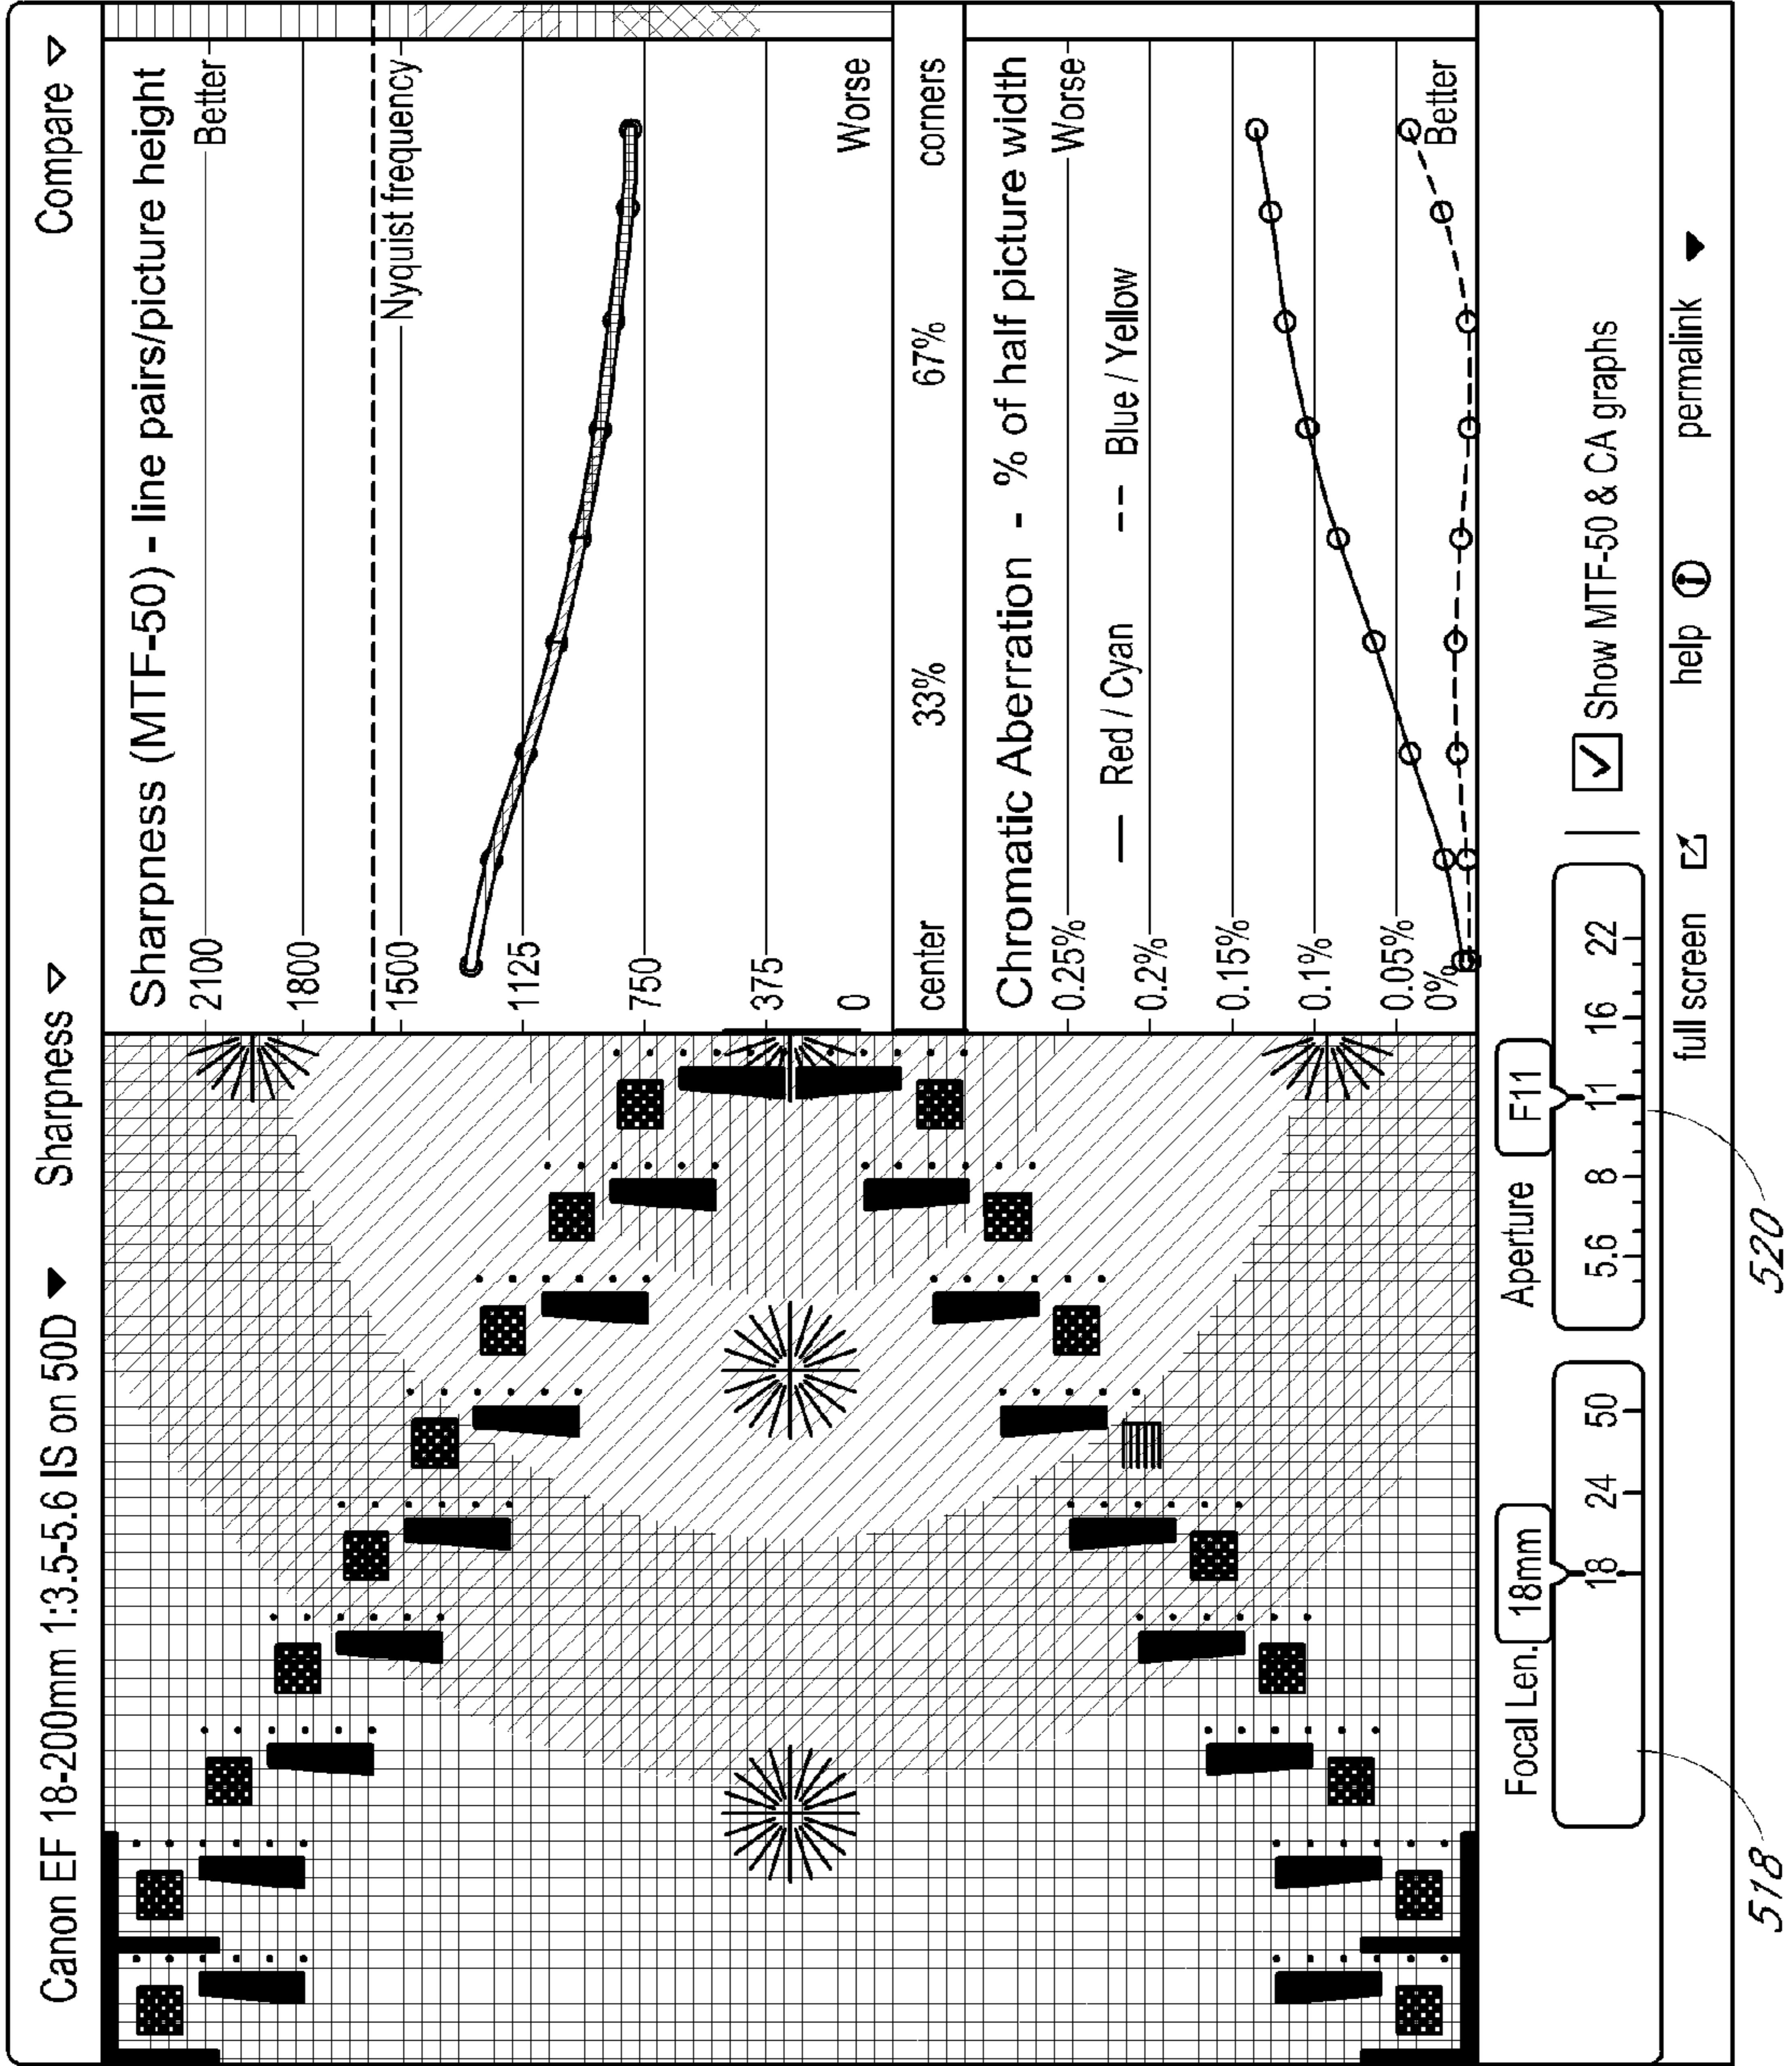 Canon EF 18-200mm 1:3.5-5.6 IS on 50D Sharpness Compare
Sharpness (MTF-50) - line pairs/picture height
2100 Better
1800
Nyquist frequency
1500
1125
750
375
0 Worse
center 33% 67% corners
Chromatic Aberration - % of half picture width
0.25% Worse
0.2%
Red / Cyan Blue / Yellow
0.15%
0.1%
0.05%
0% Better
Focal Len. 18mm Aperture F11
18 24 50 5.6 8 11 16 22 Show MTF-50 & CA graphs
full screen help permalink
518 520